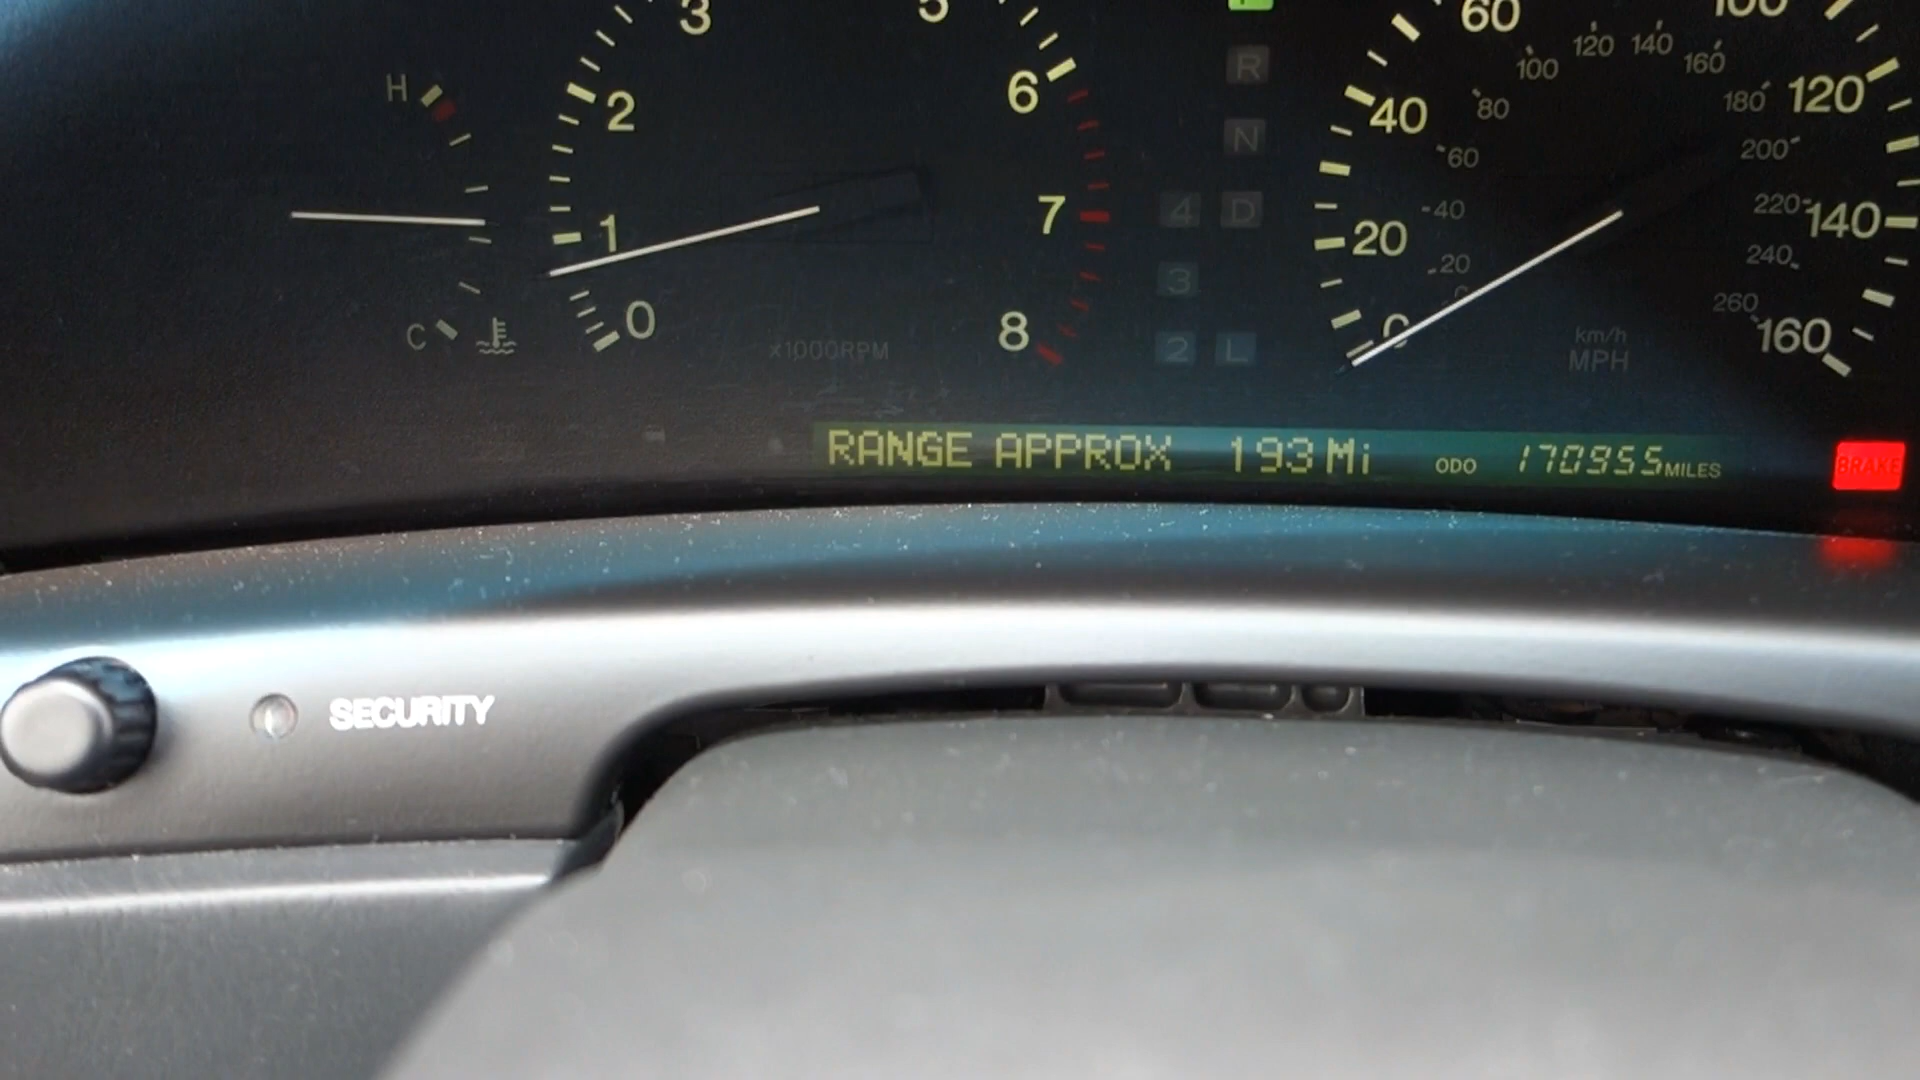 3
5
60
100
R
H
2
6
40
80
100
120
140
160
180
120
N
60
200
1
7
4 D
20
40
220
140
3
20
240
C
0
8
2 L
0
260
160
x1000RPM
km/h
MPH
RANGE APPROX 193 Mi
ODO 170955 MILES
BRAKE
SECURITY